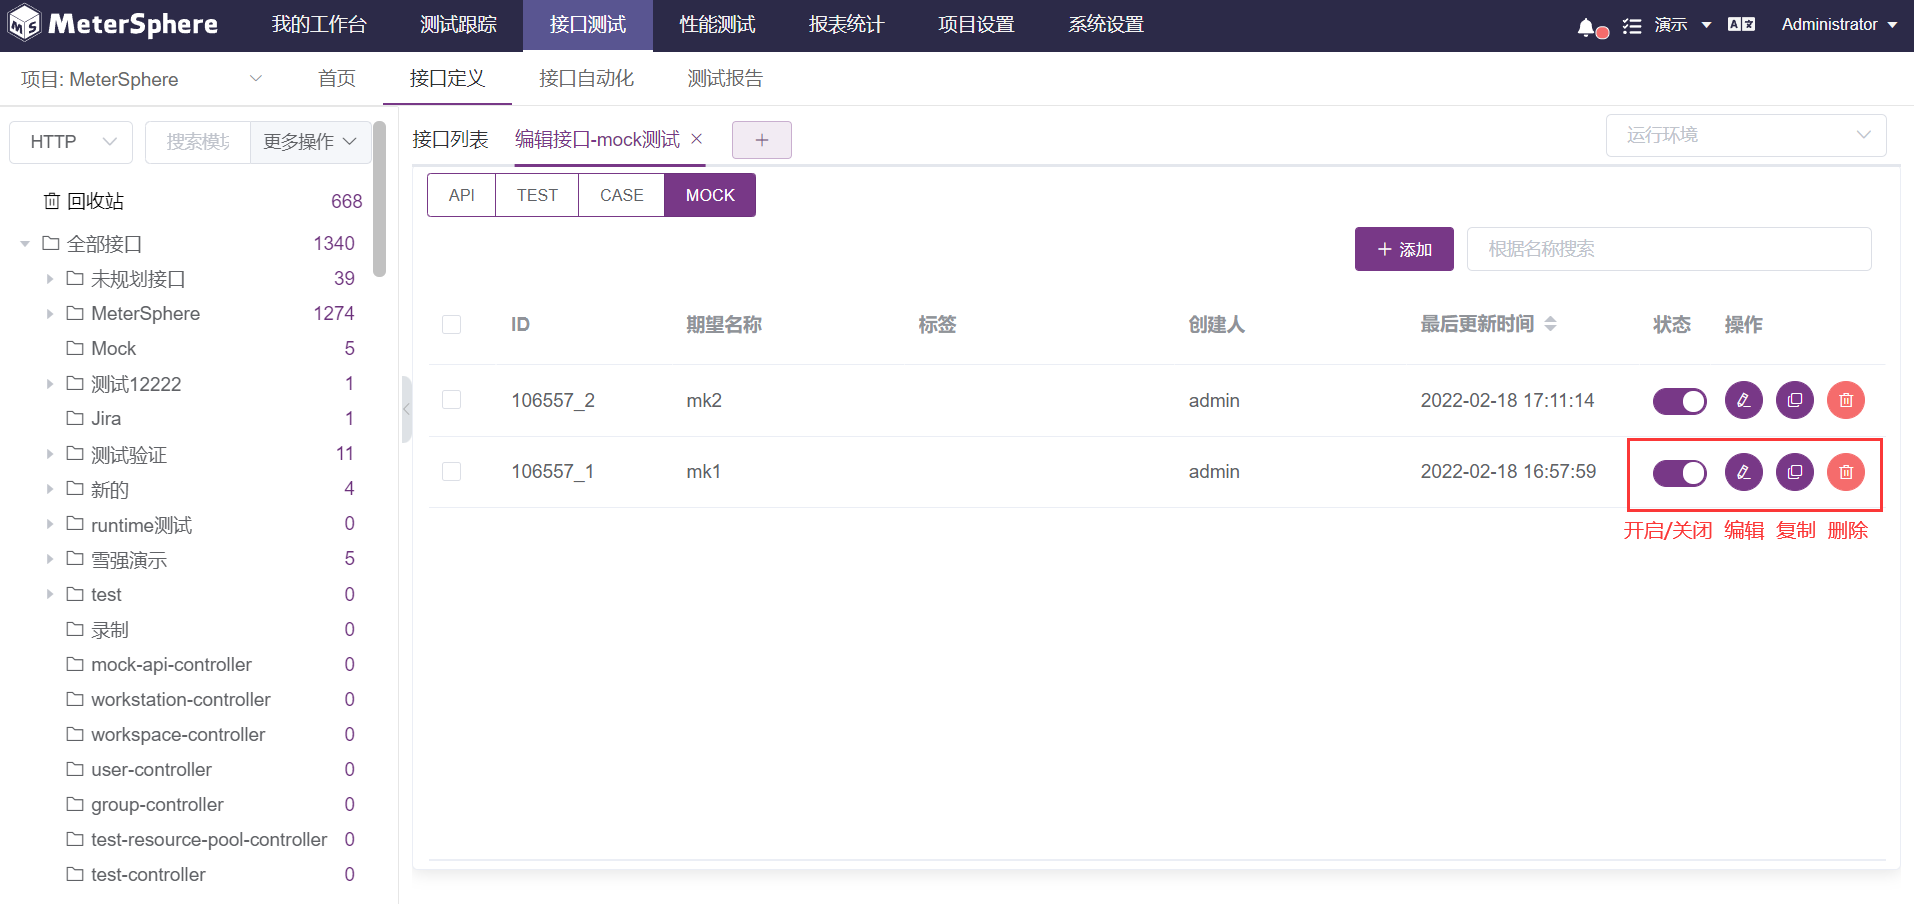 MeterSphere 我的工作台 测试跟踪 接口测试 性能测试 报表统计 项目设置 系统设置 演示 Administrator
项目: MeterSphere 首页 接口定义 接口自动化 测试报告
HTTP 搜索模块 更多操作
接口列表 编辑接口-mock测试 × + 运行环境
API TEST CASE MOCK
回收站 668
全部接口 1340
未规划接口 39
MeterSphere 1274
Mock 5
测试12222 1
Jira 1
测试验证 11
新的 4
runtime测试 0
雪强演示 5
test 0
录制 0
mock-api-controller 0
workstation-controller 0
workspace-controller 0
user-controller 0
group-controller 0
test-resource-pool-controller 0
test-controller 0
+ 添加 根据名称搜索
ID 期望名称 标签 创建人 最后更新时间 状态 操作
106557_2 mk2 admin 2022-02-18 17:11:14
106557_1 mk1 admin 2022-02-18 16:57:59
开启/关闭 编辑 复制 删除